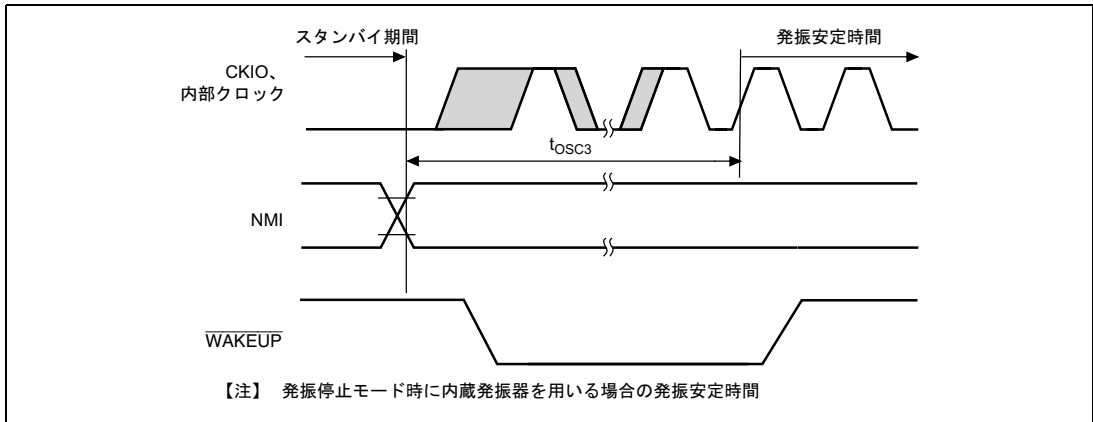 スタンバイ期間
発振安定時間
CKIO、
内部クロック
tOSC3
NMI
WAKEUP
【注】 発振停止モード時に内蔵発振器を用いる場合の発振安定時間